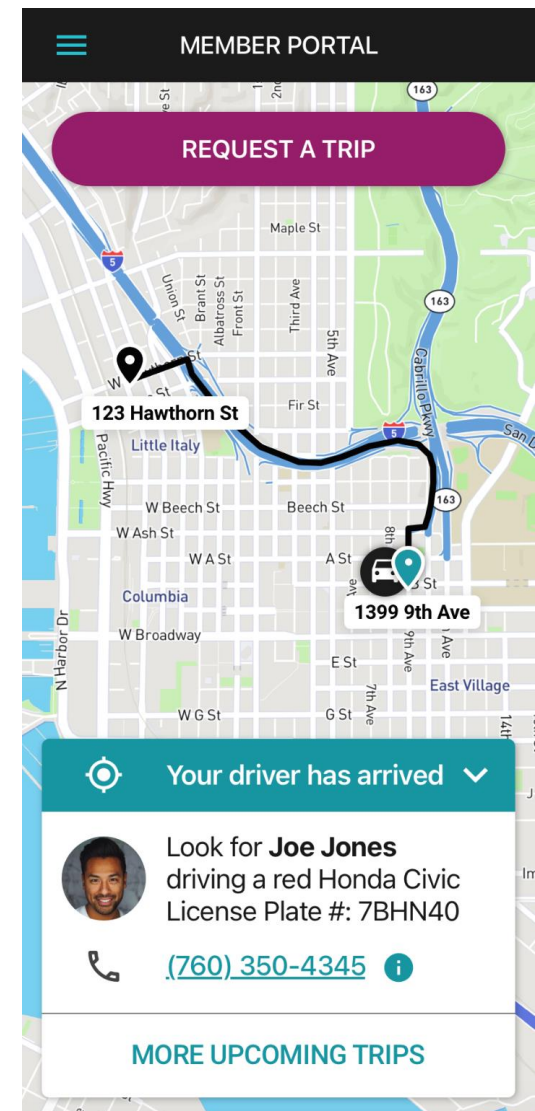 MEMBER PORTAL
163
2nd
REQUEST A TRIP
Maple St
5
Union St
Brant St
Albatross St
Front St
Third Ave
5th Ave
163
Cabrillo Pkwy
123 Hawthorn St
Fir St
5
Little Italy
Pacific Hwy
W Beech St
Beech St
163
W Ash St
8th
W A St
A St
Columbia
1399 9th Ave
W Broadway
N Harbor Dr
9th Ave
Ave
E St
7th Ave
East Village
W G St
G St
14th
Your driver has arrived
Look for Joe Jones
driving a red Honda Civic
License Plate #: 7BHN40
(760) 350-4345
MORE UPCOMING TRIPS